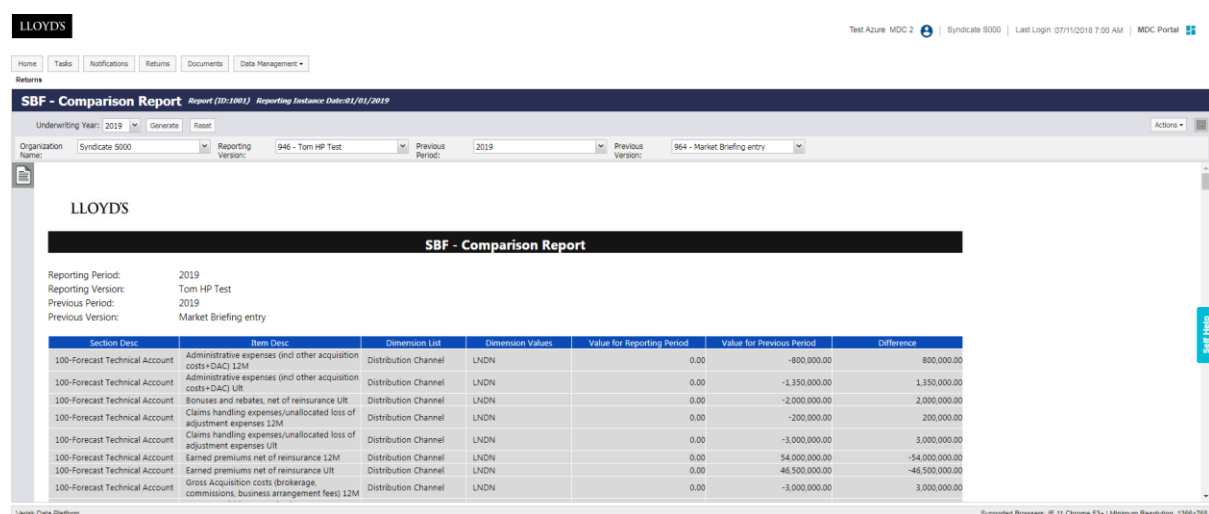 LLOYD'S
Test Azure MDC 2 | Syndicate S000 | Last Login :07/11/2018 7:00 AM | MDC Portal
Home Tasks Notifications Returns Documents Data Management
Returns
SBF - Comparison Report Report (ID:1001) Reporting Instance Date:01/01/2019
Underwriting Year: 2019 Generate Reset Actions
Organization Name: Syndicate S000 Reporting Version: 946 - Tom HP Test Previous Period: 2019 Previous Version: 964 - Market Briefing entry
LLOYD'S
SBF - Comparison Report
Reporting Period: 2019
Reporting Version: Tom HP Test
Previous Period: 2019
Previous Version: Market Briefing entry
Self Help
Section Desc Item Desc Dimension List Dimension Values Value for Reporting Period Value for Previous Period Difference
100-Forecast Technical Account Administrative expenses (incl other acquisition costs+DAC) 12M Distribution Channel LNDN 0.00 -800,000.00 800,000.00
100-Forecast Technical Account Administrative expenses (incl other acquisition costs+DAC) Ult Distribution Channel LNDN 0.00 -1,350,000.00 1,350,000.00
100-Forecast Technical Account Bonuses and rebates, net of reinsurance Ult Distribution Channel LNDN 0.00 -2,000,000.00 2,000,000.00
100-Forecast Technical Account Claims handling expenses/unallocated loss of adjustment expenses 12M Distribution Channel LNDN 0.00 -200,000.00 200,000.00
100-Forecast Technical Account Claims handling expenses/unallocated loss of adjustment expenses Ult Distribution Channel LNDN 0.00 -3,000,000.00 3,000,000.00
100-Forecast Technical Account Earned premiums net of reinsurance 12M Distribution Channel LNDN 0.00 54,000,000.00 -54,000,000.00
100-Forecast Technical Account Earned premiums net of reinsurance Ult Distribution Channel LNDN 0.00 46,500,000.00 -46,500,000.00
100-Forecast Technical Account Gross Acquisition costs (brokerage, commissions, business arrangement fees) 12M Distribution Channel LNDN 0.00 -3,000,000.00 3,000,000.00
Verisk Data Platform Supported Browsers: IE 11 Chrome 53+ | Minimum Resolution: 1366x768